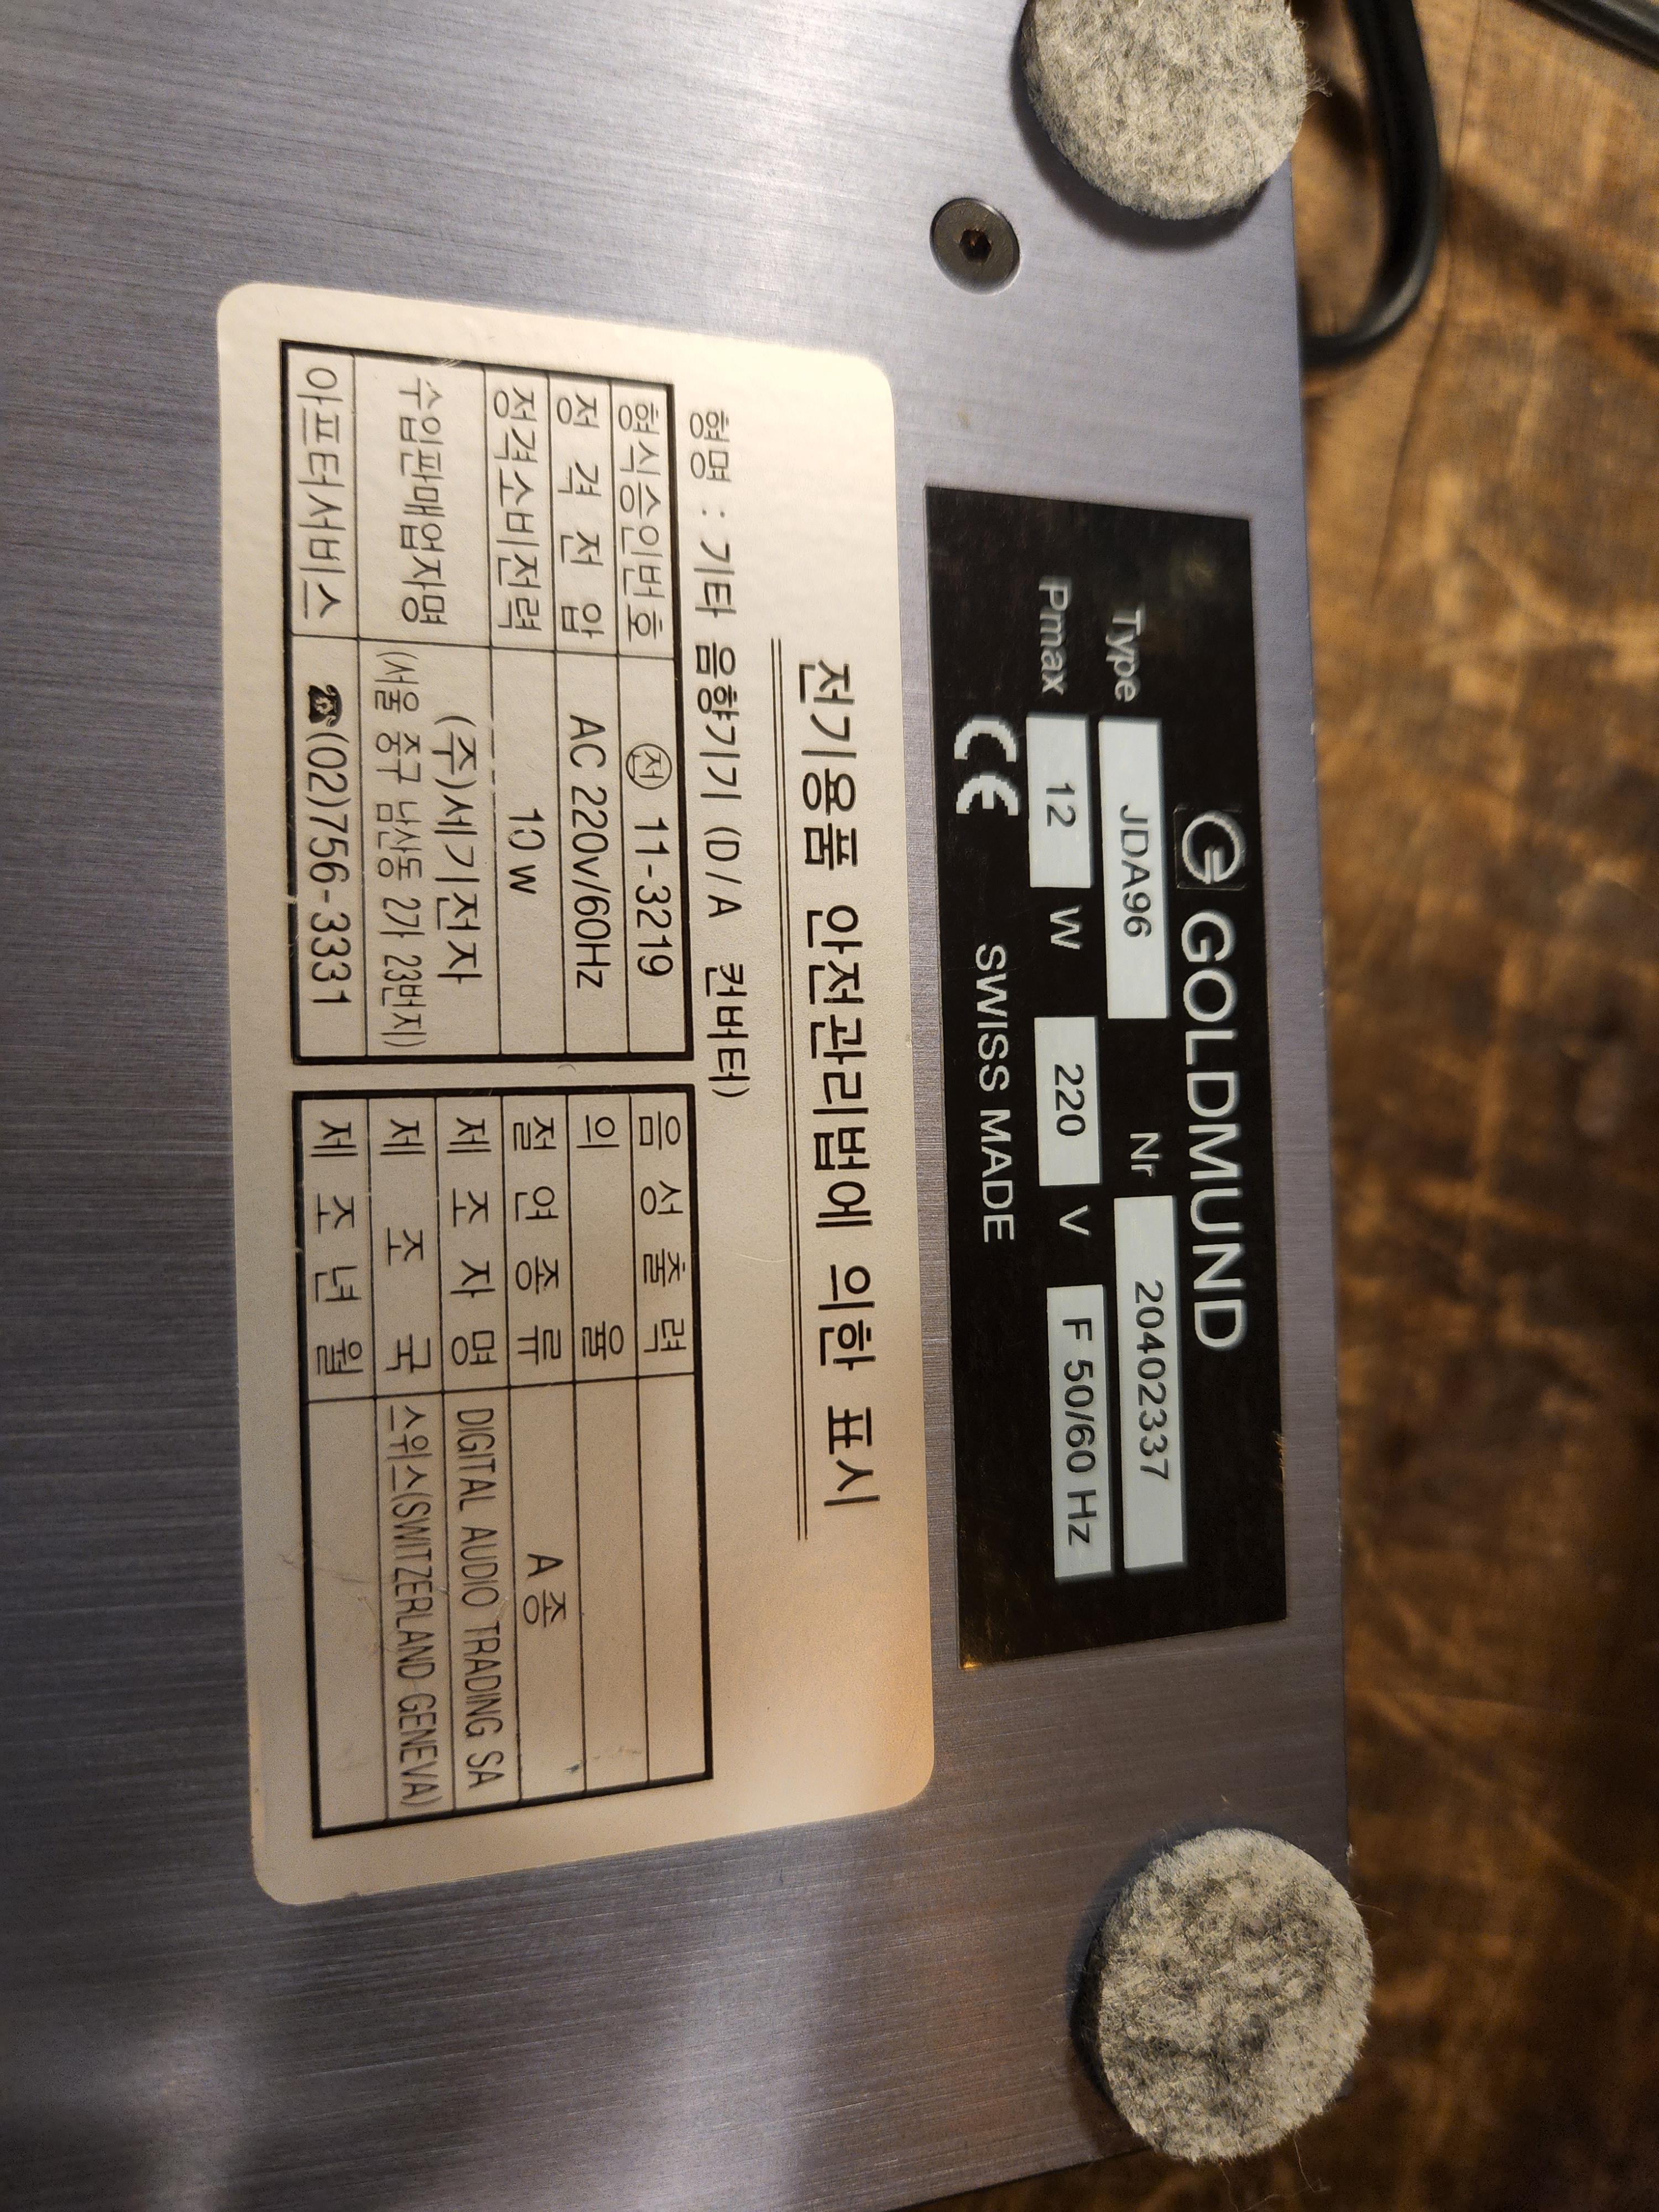 GOLDMUND
Type JDA96 Nr 20402337
Pmax 12 W 220 V F 50/60 Hz
CE SWISS MADE
전기용품 안전관리법에 의한 표시
형명 : 기타 음향기기 (D/A 컨버터)
형식승인번호 ㉠전 11-3219
정격전압 AC 220v/60Hz
정격소비전력 10w
수입판매업자명 (주)세기전자
(서울 중구 남산동 2가 23번지)
아프터서비스 ☎(02)756-3331
음성출력
의 품
절연종류 A종
제조자명 DIGITAL AUDIO TRADING SA
제조국 스위스(SWITZERLAND-GENEVA)
제조년월